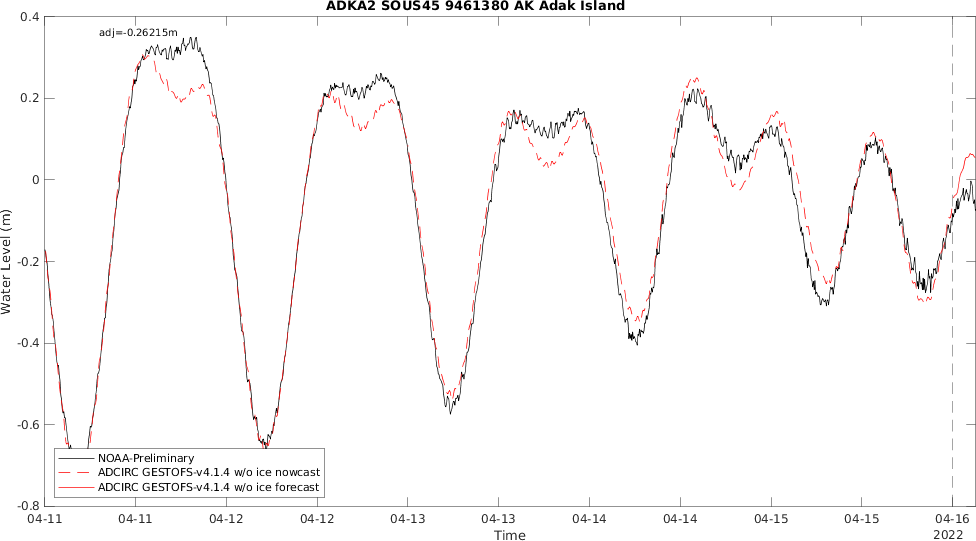 ADKA2 SOUS45 9461380 AK Adak Island
adj=-0.26215m
0.4
0.2
0
-0.2
-0.4
-0.6
-0.8
Water Level (m)
NOAA-Preliminary
ADCIRC GESTOFS-v4.1.4 w/o ice nowcast
ADCIRC GESTOFS-v4.1.4 w/o ice forecast
04-11 04-11 04-12 04-12 04-13 04-13 04-14 04-14 04-15 04-15 04-16
Time
2022